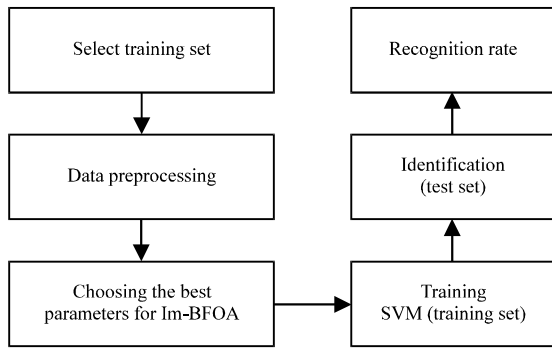 Select training set
Data preprocessing
Choosing the best
parameters for Im-BFOA
Training
SVM (training set)
Identification
(test set)
Recognition rate